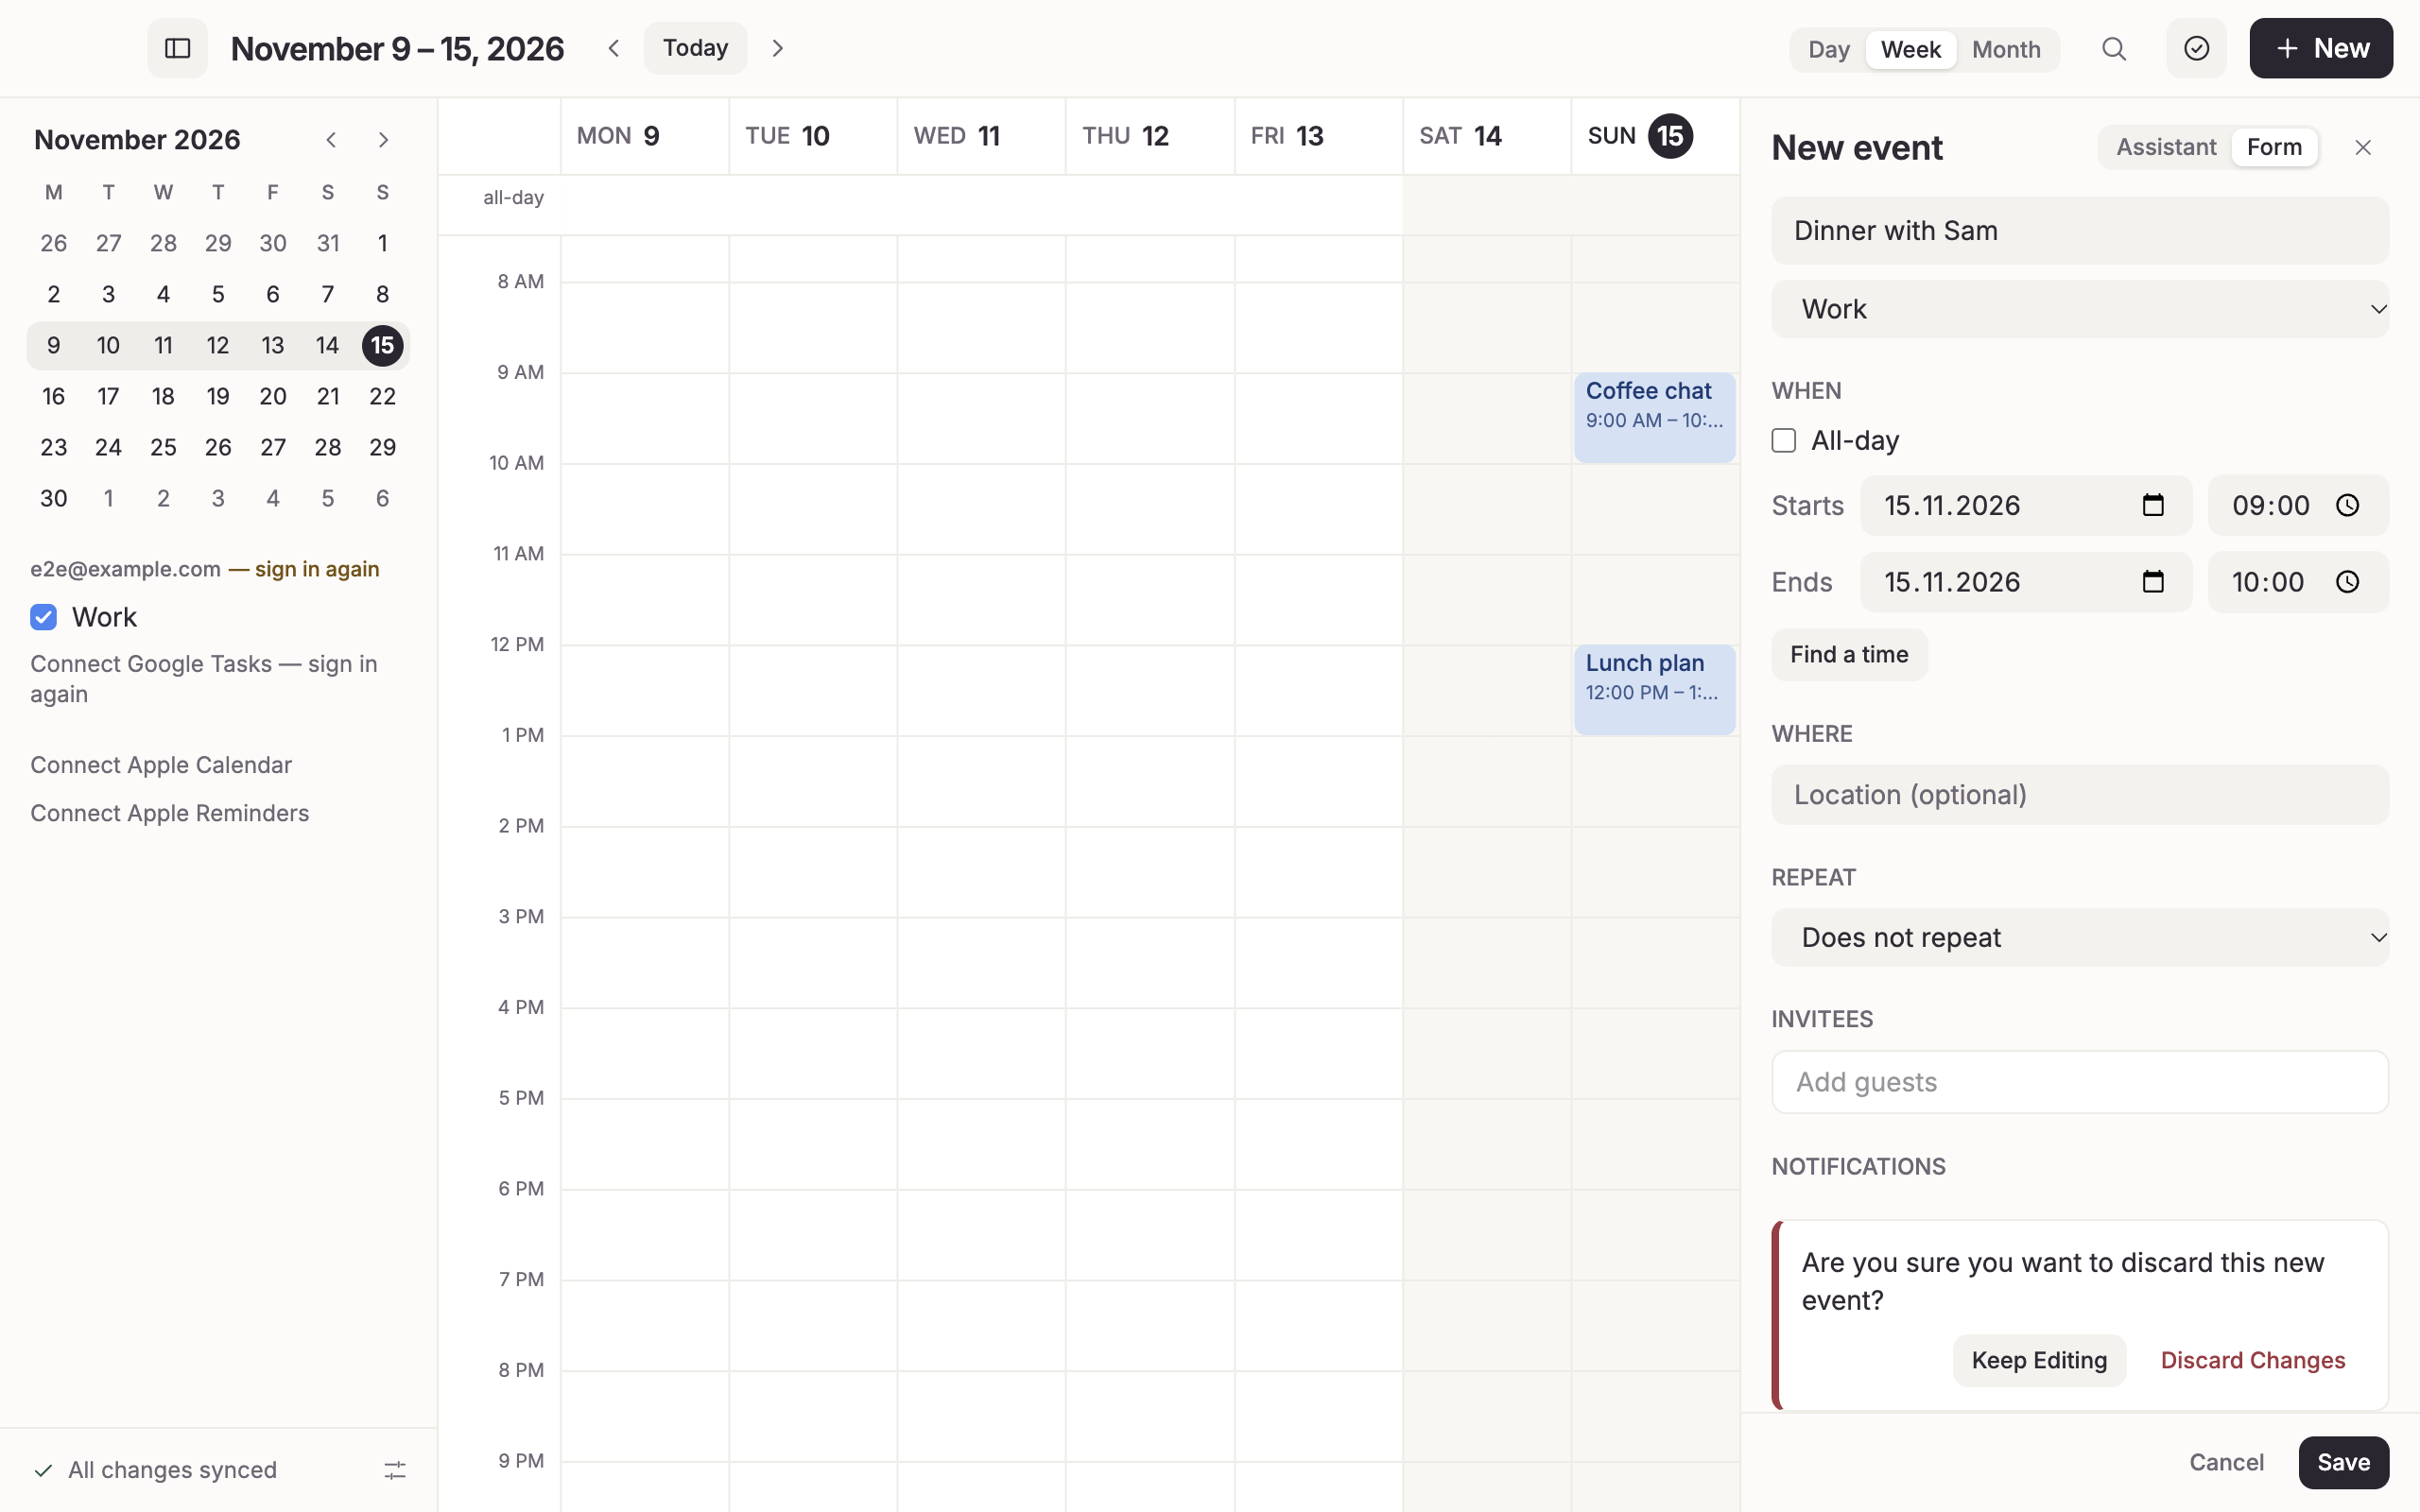 November 9 – 15, 2026
Today
Day Week Month
New
November 2026
M T W T F S S
26 27 28 29 30 31 1
2 3 4 5 6 7 8
9 10 11 12 13 14 15
16 17 18 19 20 21 22
23 24 25 26 27 28 29
30 1 2 3 4 5 6
e2e@example.com — sign in again
Work
Connect Google Tasks — sign in
again
Connect Apple Calendar
Connect Apple Reminders
All changes synced
MON 9 TUE 10 WED 11 THU 12 FRI 13 SAT 14 SUN 15
all-day
8 AM
9 AM
Coffee chat
9:00 AM – 10:...
10 AM
11 AM
12 PM
Lunch plan
12:00 PM – 1:...
1 PM
2 PM
3 PM
4 PM
5 PM
6 PM
7 PM
8 PM
9 PM
New event
Assistant Form
Dinner with Sam
Work
WHEN
All-day
Starts 15.11.2026 09:00
Ends 15.11.2026 10:00
Find a time
WHERE
Location (optional)
REPEAT
Does not repeat
INVITEES
Add guests
NOTIFICATIONS
Are you sure you want to discard this new
event?
Keep Editing Discard Changes
Cancel Save